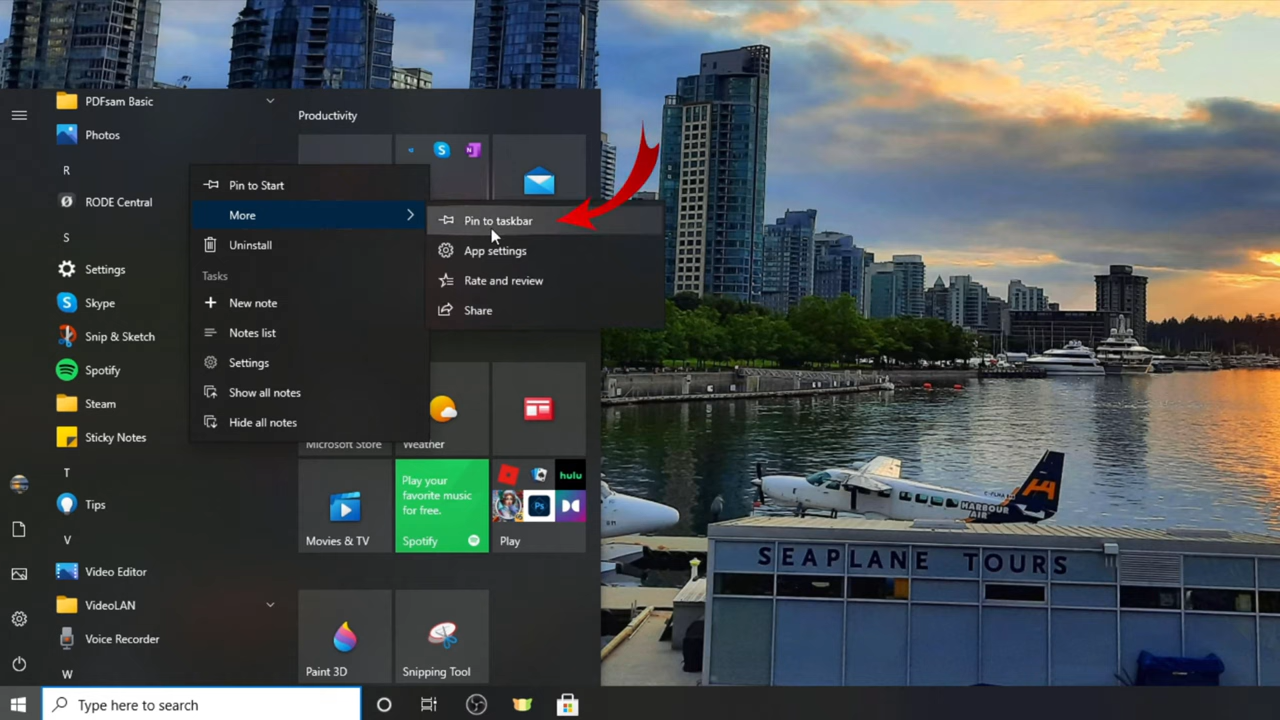 PDFsam Basic
Photos
R
RODE Central
S
Settings
Skype
Snip & Sketch
Spotify
Steam
Sticky Notes
T
Tips
V
Video Editor
VideoLAN
Voice Recorder
W
Productivity
Pin to Start
More
Uninstall
Tasks
New note
Notes list
Settings
Show all notes
Hide all notes
Pin to taskbar
App settings
Rate and review
Share
Microsoft Store
Weather
Movies & TV
Play your
favorite music
for free.
Spotify
hulu
Ps
Play
Paint 3D
Snipping Tool
Type here to search
HARBOUR
AIR
SEAPLANE TOURS